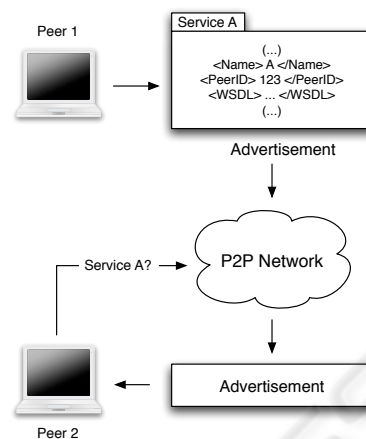 Peer 1
Service A
(...)
<Name> A </Name>
<PeerID> 123 </PeerID>
<WSDL> ... </WSDL>
(...)
Advertisement
P2P Network
Service A?
Advertisement
Peer 2